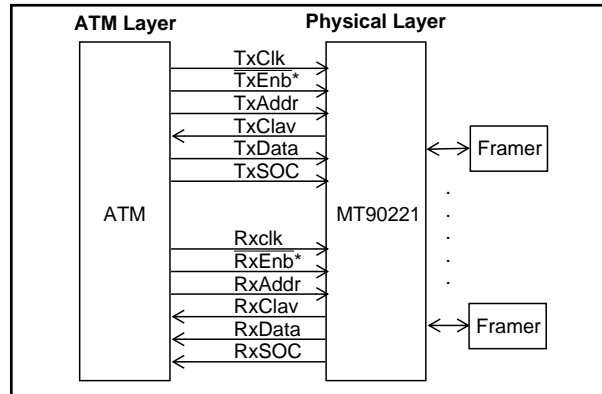 ATM Layer
Physical Layer
TxClk
TxEnb*
TxAddr
TxClav
TxData
TxSOC
ATM
MT90221
Framer
Rxclk
RxEnb*
RxAddr
RxClav
RxData
RxSOC
Framer